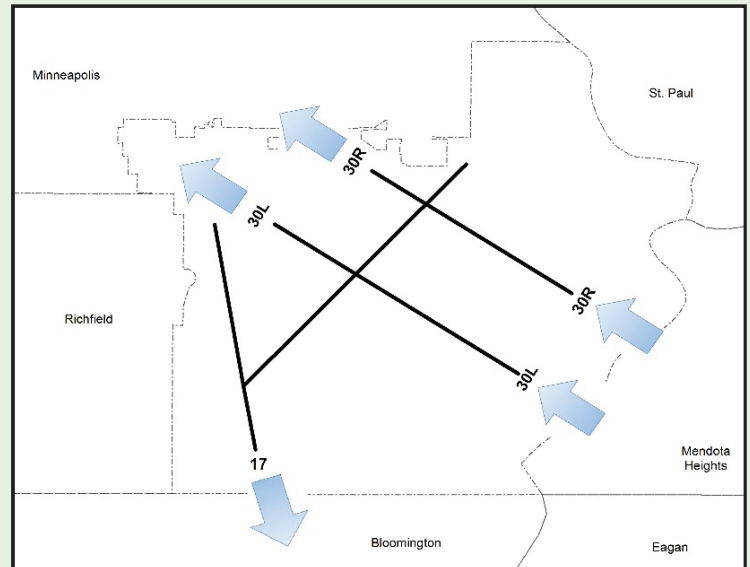 Minneapolis
St. Paul
30R
30L
Richfield
30R
30L
Mendota
Heights
17
Bloomington
Eagan